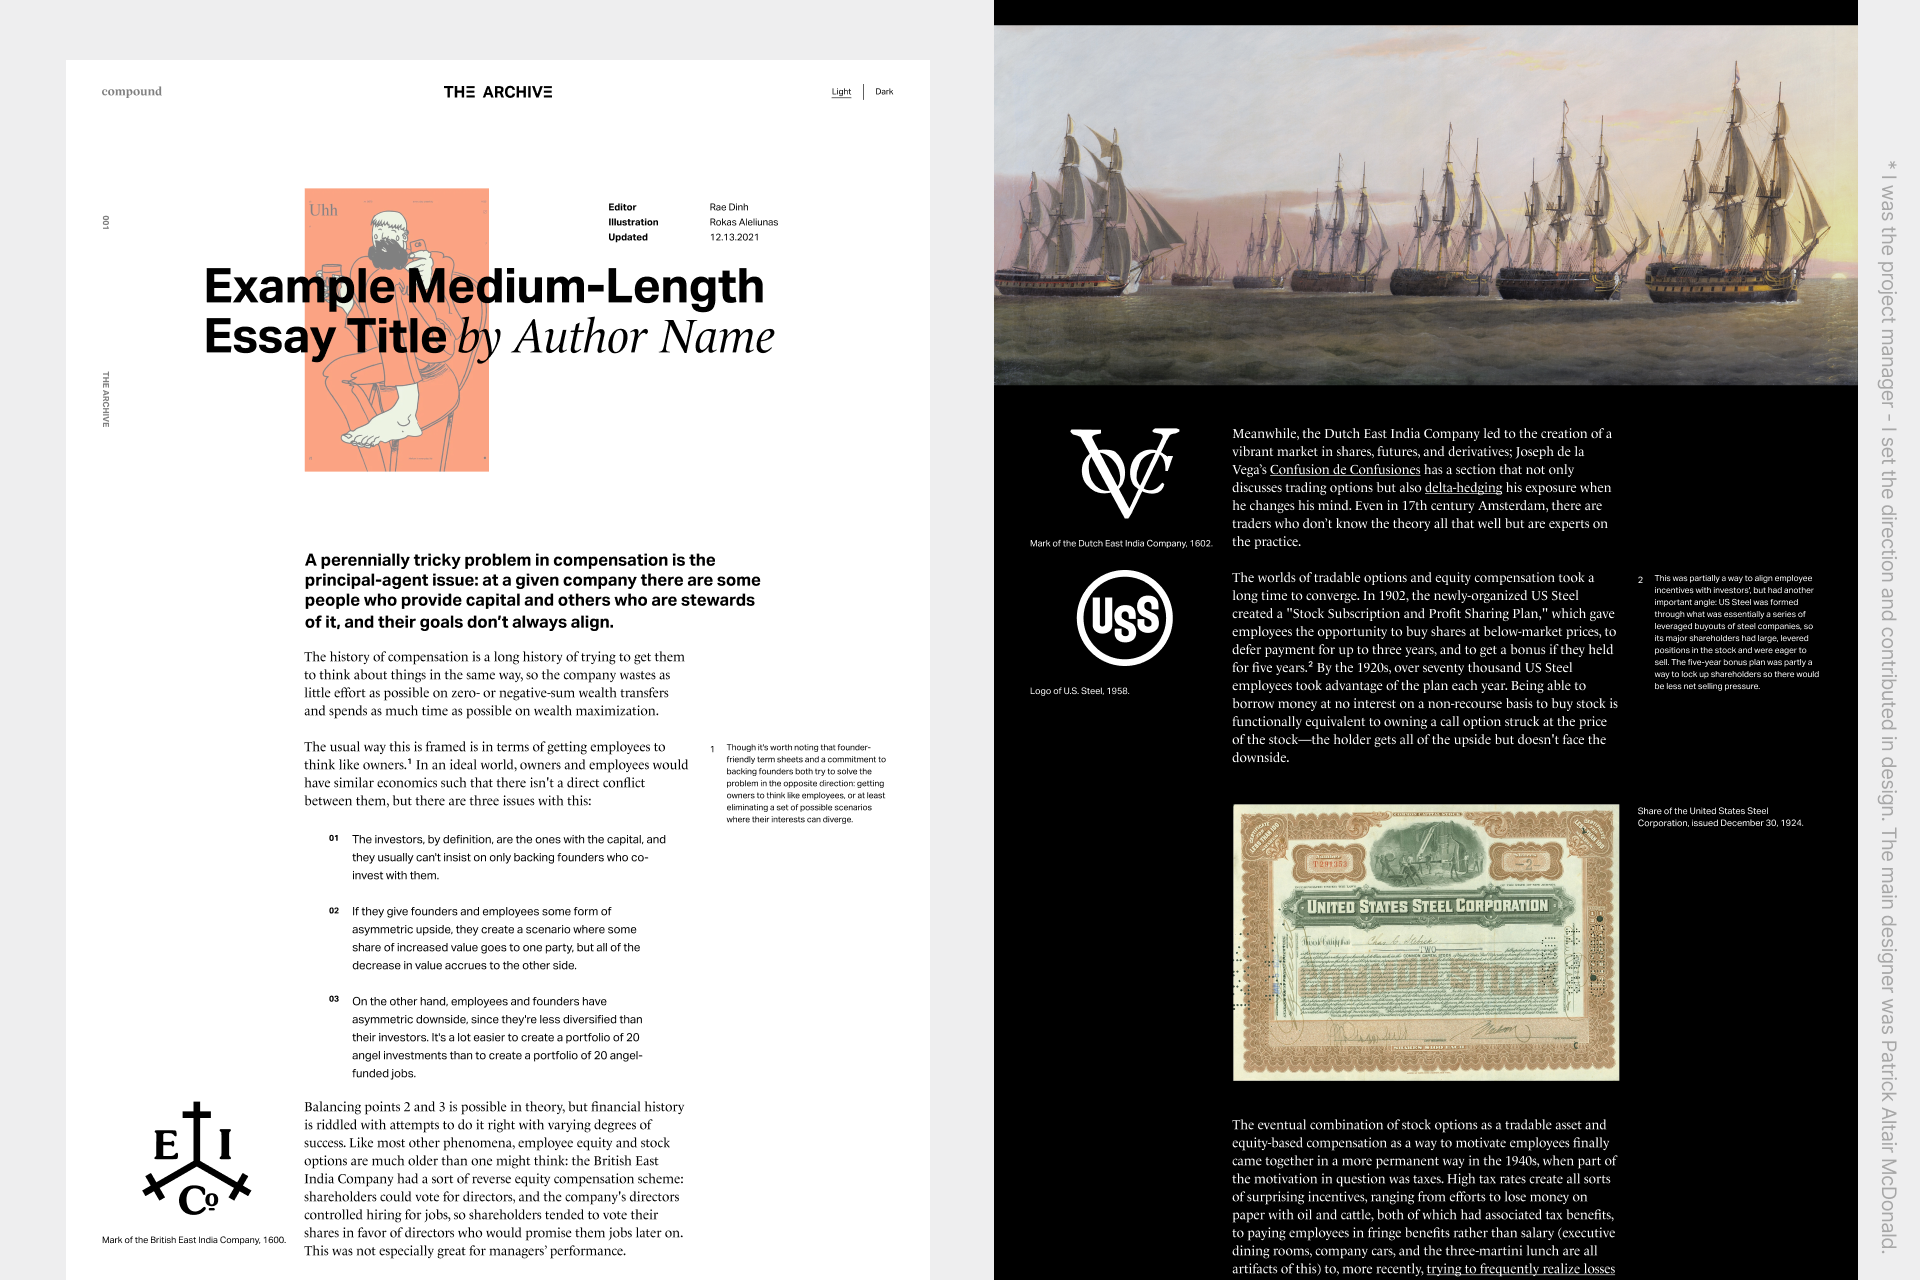 compound
THE ARCHIVE
Light
Dark
001
THE ARCHIVE
Uhh
Editor Rae Dinh
Illustration Rokas Aleliunas
Updated 12.13.2021
Example Medium-Length
Essay Title by Author Name
A perennially tricky problem in compensation is the
principal-agent issue: at a given company there are some
people who provide capital and others who are stewards
of it, and their goals don’t always align.
The history of compensation is a long history of trying to get them
to think about things in the same way, so the company wastes as
little effort as possible on zero- or negative-sum wealth transfers
and spends as much time as possible on wealth maximization.
The usual way this is framed is in terms of getting employees to
think like owners.¹ In an ideal world, owners and employees would
have similar economics such that there isn't a direct conflict
between them, but there are three issues with this:
1 Though it's worth noting that founder-
friendly term sheets and a commitment to
backing founders both try to solve the
problem in the opposite direction: getting
owners to think like employees, or at least
eliminating a set of possible scenarios
where their interests can diverge.
01 The investors, by definition, are the ones with the capital, and
they usually can't insist on only backing founders who co-
invest with them.
02 If they give founders and employees some form of
asymmetric upside, they create a scenario where some
share of increased value goes to one party, but all of the
decrease in value accrues to the other side.
03 On the other hand, employees and founders have
asymmetric downside, since they're less diversified than
their investors. It's a lot easier to create a portfolio of 20
angel investments than to create a portfolio of 20 angel-
funded jobs.
E I
Co
Mark of the British East India Company, 1600.
Balancing points 2 and 3 is possible in theory, but financial history
is riddled with attempts to do it right with varying degrees of
success. Like most other phenomena, employee equity and stock
options are much older than one might think: the British East
India Company had a sort of reverse equity compensation scheme:
shareholders could vote for directors, and the company's directors
controlled hiring for jobs, so shareholders tended to vote their
shares in favor of directors who would promise them jobs later on.
This was not especially great for managers’ performance.
VOC
Mark of the Dutch East India Company, 1602.
Meanwhile, the Dutch East India Company led to the creation of a
vibrant market in shares, futures, and derivatives; Joseph de la
Vega’s Confusion de Confusiones has a section that not only
discusses trading options but also delta-hedging his exposure when
he changes his mind. Even in 17th century Amsterdam, there are
traders who don’t know the theory all that well but are experts on
the practice.
USS
Logo of U.S. Steel, 1958.
The worlds of tradable options and equity compensation took a
long time to converge. In 1902, the newly-organized US Steel
created a "Stock Subscription and Profit Sharing Plan," which gave
employees the opportunity to buy shares at below-market prices, to
defer payment for up to three years, and to get a bonus if they held
for five years.² By the 1920s, over seventy thousand US Steel
employees took advantage of the plan each year. Being able to
borrow money at no interest on a non-recourse basis to buy stock is
functionally equivalent to owning a call option struck at the price
of the stock—the holder gets all of the upside but doesn't face the
downside.
2 This was partially a way to align employee
incentives with investors', but had another
important angle: US Steel was formed
through what was essentially a series of
leveraged buyouts of steel companies, so
its major shareholders had large, levered
positions in the stock and were eager to
sell. The five-year bonus plan was partly a
way to lock up shareholders so there would
be less net selling pressure.
UNITED STATES STEEL CORPORATION
TWO
COMMON STOCK
Share of the United States Steel
Corporation, issued December 30, 1924.
The eventual combination of stock options as a tradable asset and
equity-based compensation as a way to motivate employees finally
came together in a more permanent way in the 1940s, when part of
the motivation in question was taxes. High tax rates create all sorts
of surprising incentives, ranging from efforts to lose money on
paper with oil and cattle, both of which had associated tax benefits,
to paying employees in fringe benefits rather than salary (executive
dining rooms, company cars, and the three-martini lunch are all
artifacts of this) to, more recently, trying to frequently realize losses
* I was the project manager - I set the direction and contributed in design. The main designer was Patrick Altair McDonald.